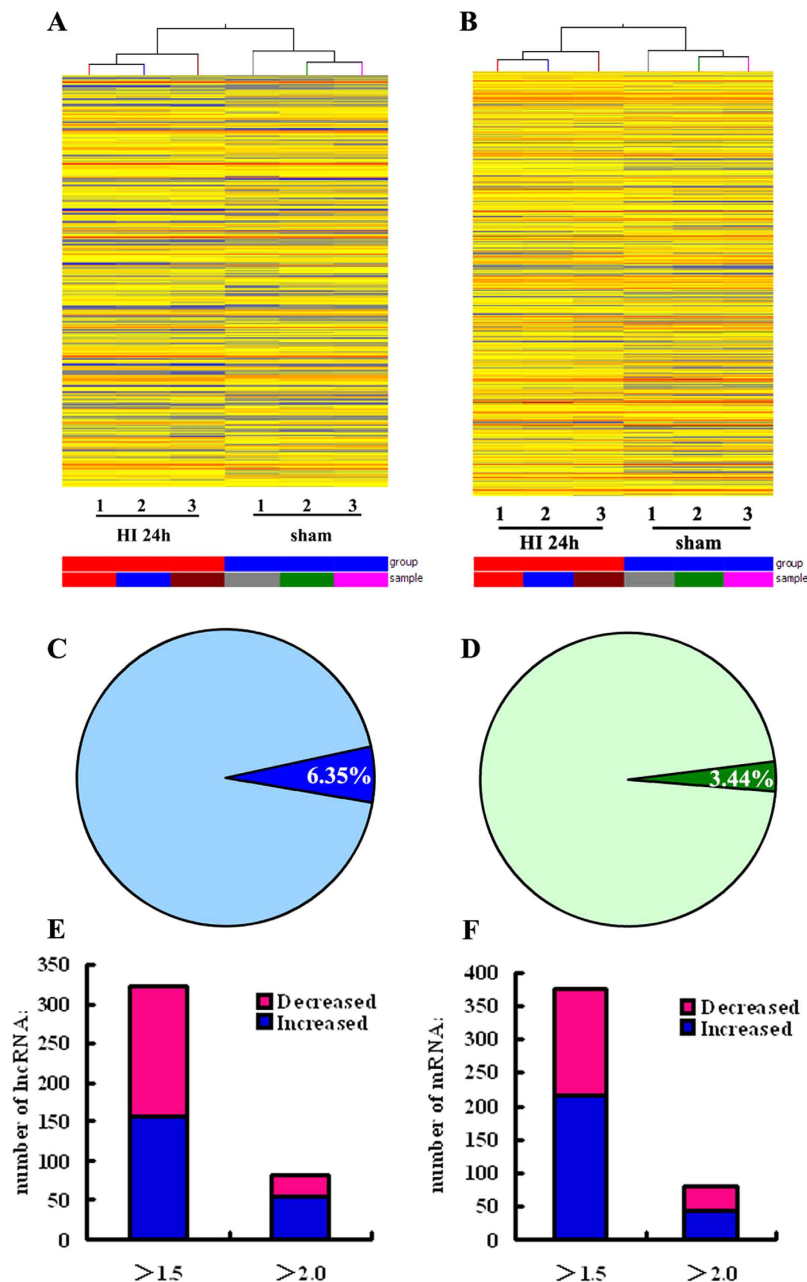 A
B
1 2 3 1 2 3
HI 24h sham
group
sample
1 2 3 1 2 3
HI 24h sham
group
sample
C
D
6.35%
3.44%
E
F
number of lncRNA:
350
300
250
200
150
100
50
0
Decreased
Increased
>1.5 >2.0
number of mRNA:
400
350
300
250
200
150
100
50
0
Decreased
Increased
>1.5 >2.0